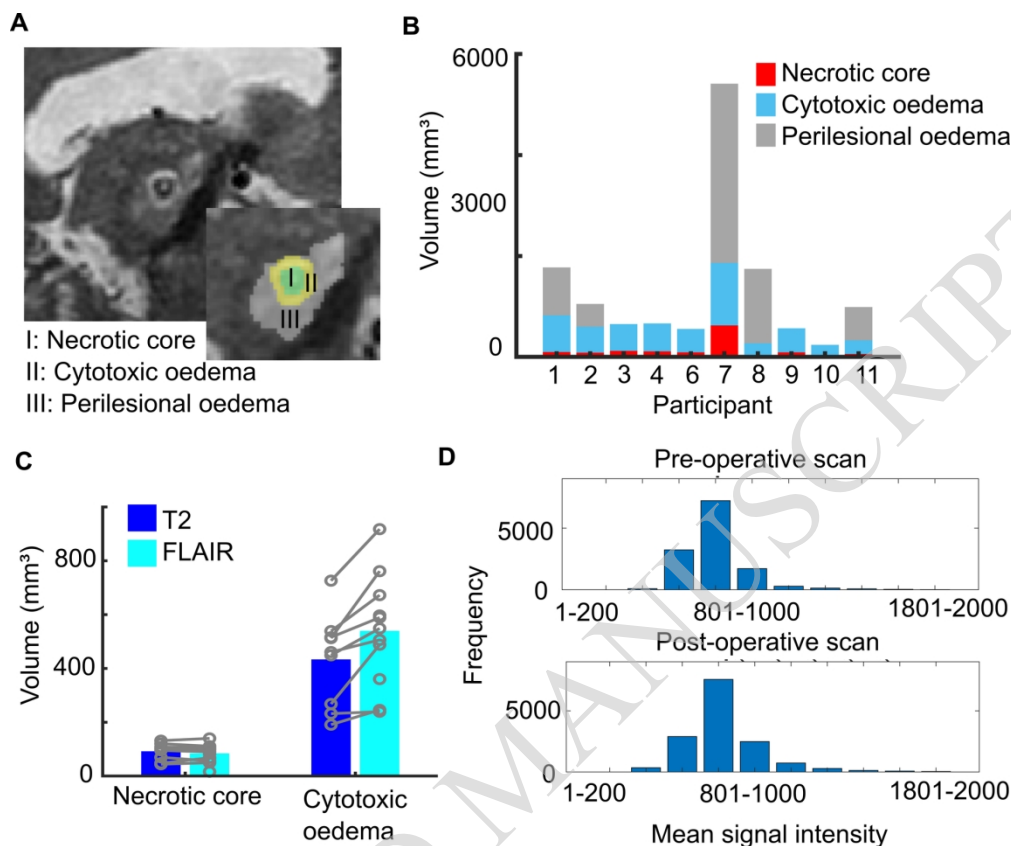 A
I
II
III
I: Necrotic core
II: Cytotoxic oedema
III: Perilesional oedema
B
6000
3000
0
Volume (mm³)
Necrotic core
Cytotoxic oedema
Perilesional oedema
1 2 3 4 6 7 8 9 10 11
Participant
C
T2
FLAIR
800
400
0
Volume (mm³)
Necrotic core
Cytotoxic
oedema
D
Pre-operative scan
5000
0
1-200 801-1000 1801-2000
Post-operative scan
5000
0
1-200 801-1000 1801-2000
Frequency
Mean signal intensity
D MANUSCRIPT